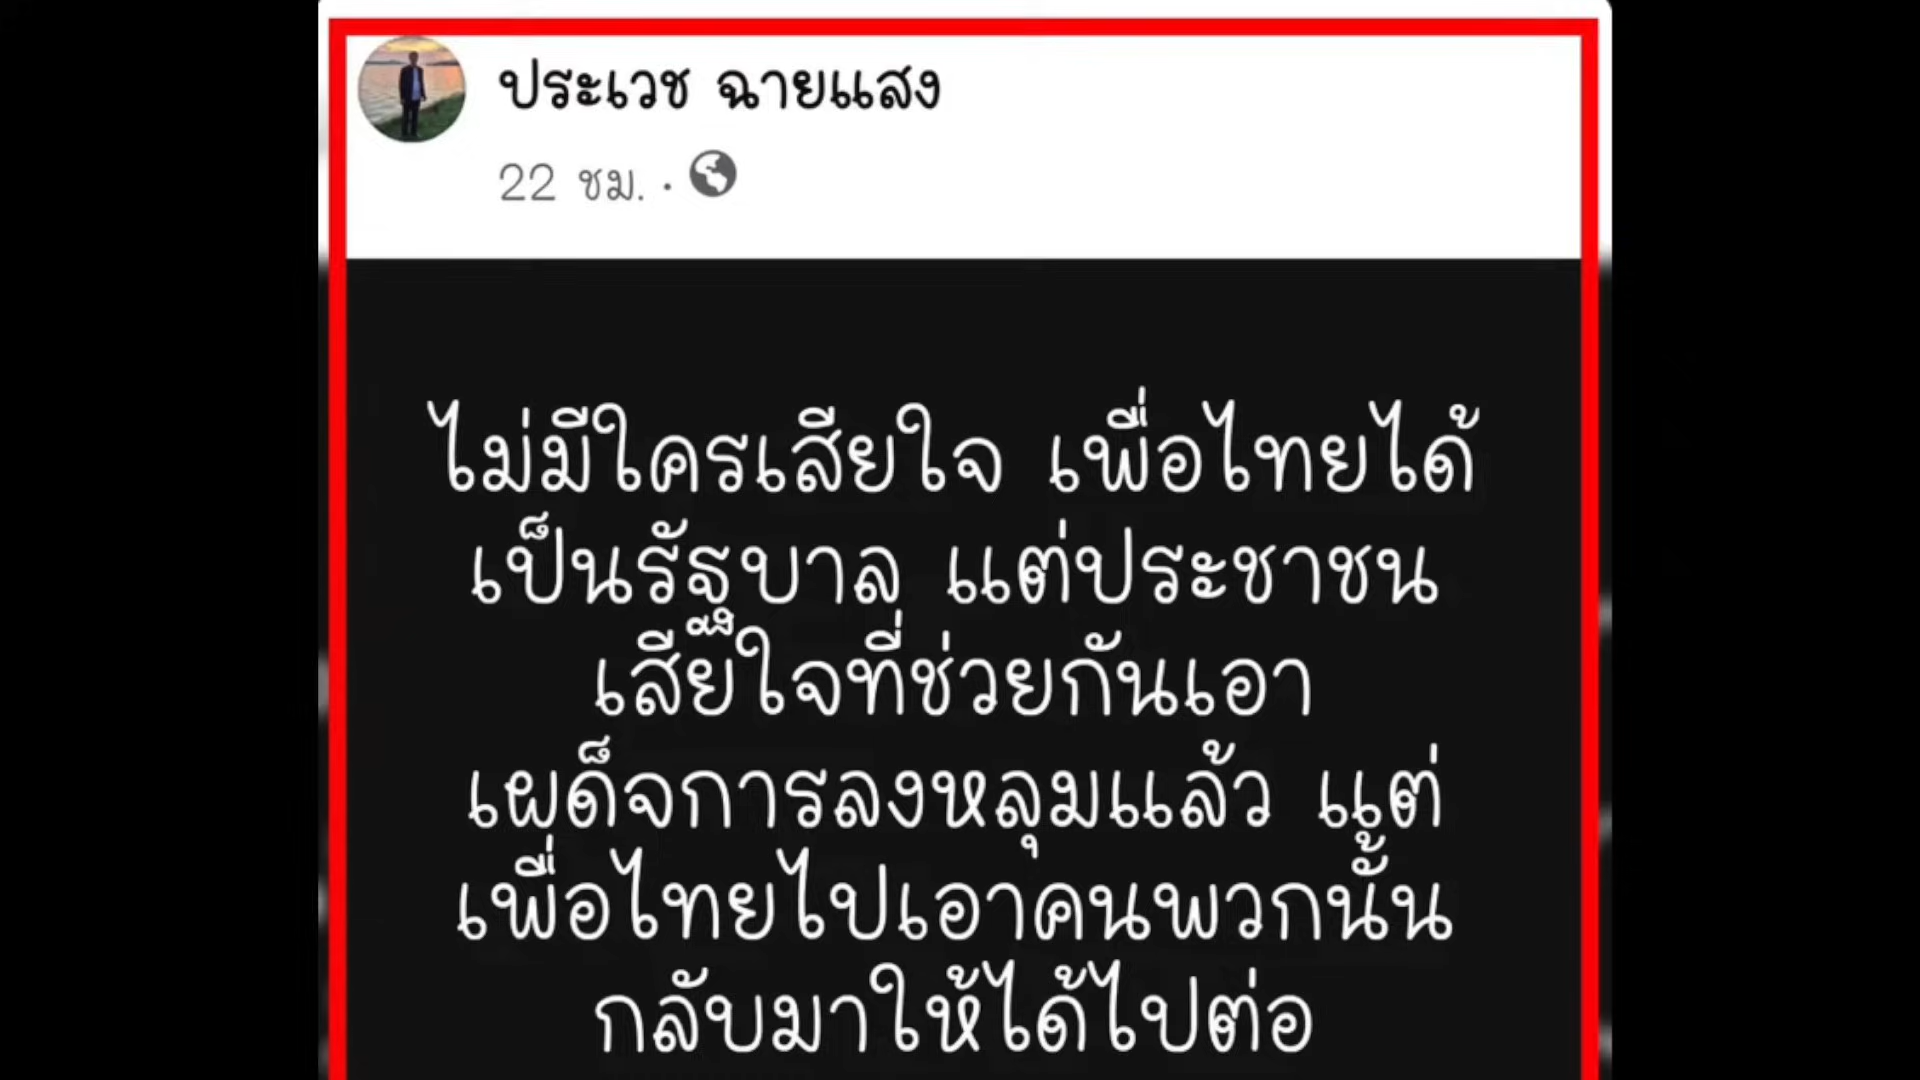 ประเวช ฉายแสง
22 ชม. ·
ไม่มีใครเสียใจ เพื่อไทยได้
เป็นรัฐบาล แต่ประชาชน
เสียใจที่ช่วยกันเอา
เผด็จการลงหลุมแล้ว แต่
เพื่อไทยไปเอาคนพวกนั้น
กลับมาให้ได้ไปต่อ